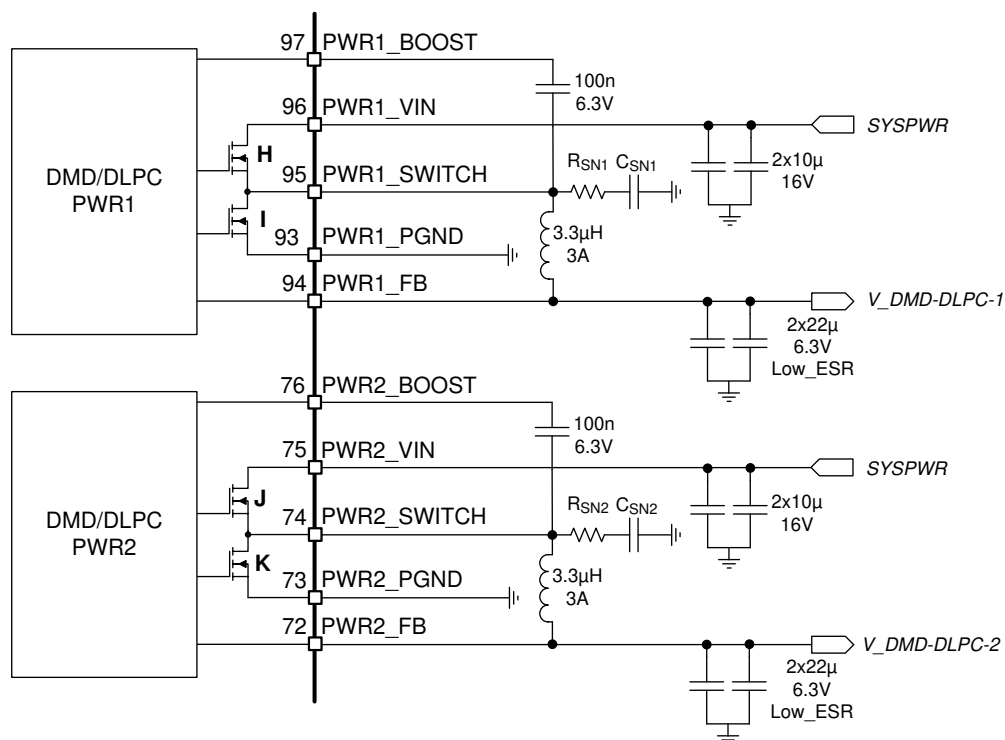 97 PWR1_BOOST
100n
6.3V
96 PWR1_VIN
SYSPWR
H
DMD/DLPC
PWR1
95 PWR1_SWITCH
RSN1 CSN1
2x10µ
16V
I
93 PWR1_PGND
3.3µH
3A
94 PWR1_FB
V_DMD-DLPC-1
2x22µ
6.3V
Low_ESR
76 PWR2_BOOST
100n
6.3V
75 PWR2_VIN
SYSPWR
J
DMD/DLPC
PWR2
74 PWR2_SWITCH
RSN2 CSN2
2x10µ
16V
K
73 PWR2_PGND
3.3µH
3A
72 PWR2_FB
V_DMD-DLPC-2
2x22µ
6.3V
Low_ESR